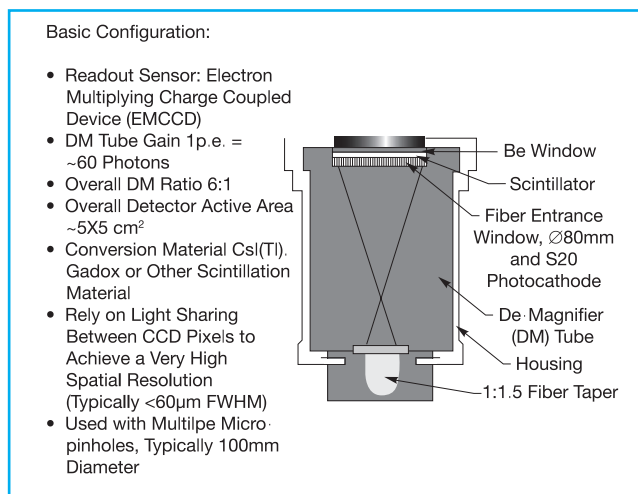 Basic Configuration:
• Readout Sensor: Electron
Multiplying Charge Coupled
Device (EMCCD)
• DM Tube Gain 1p.e. =
~60 Photons
• Overall DM Ratio 6:1
• Overall Detector Active Area
~5X5 cm²
• Conversion Material CsI(Tl).
Gadox or Other Scintillation
Material
• Rely on Light Sharing
Between CCD Pixels to
Achieve a Very High
Spatial Resolution
(Typically <60µm FWHM)
• Used with Multilpe Micro-
pinholes, Typically 100mm
Diameter
Be Window
Scintillator
Fiber Entrance
Window, ∅80mm
and S20
Photocathode
De-Magnifier
(DM) Tube
Housing
1:1.5 Fiber Taper